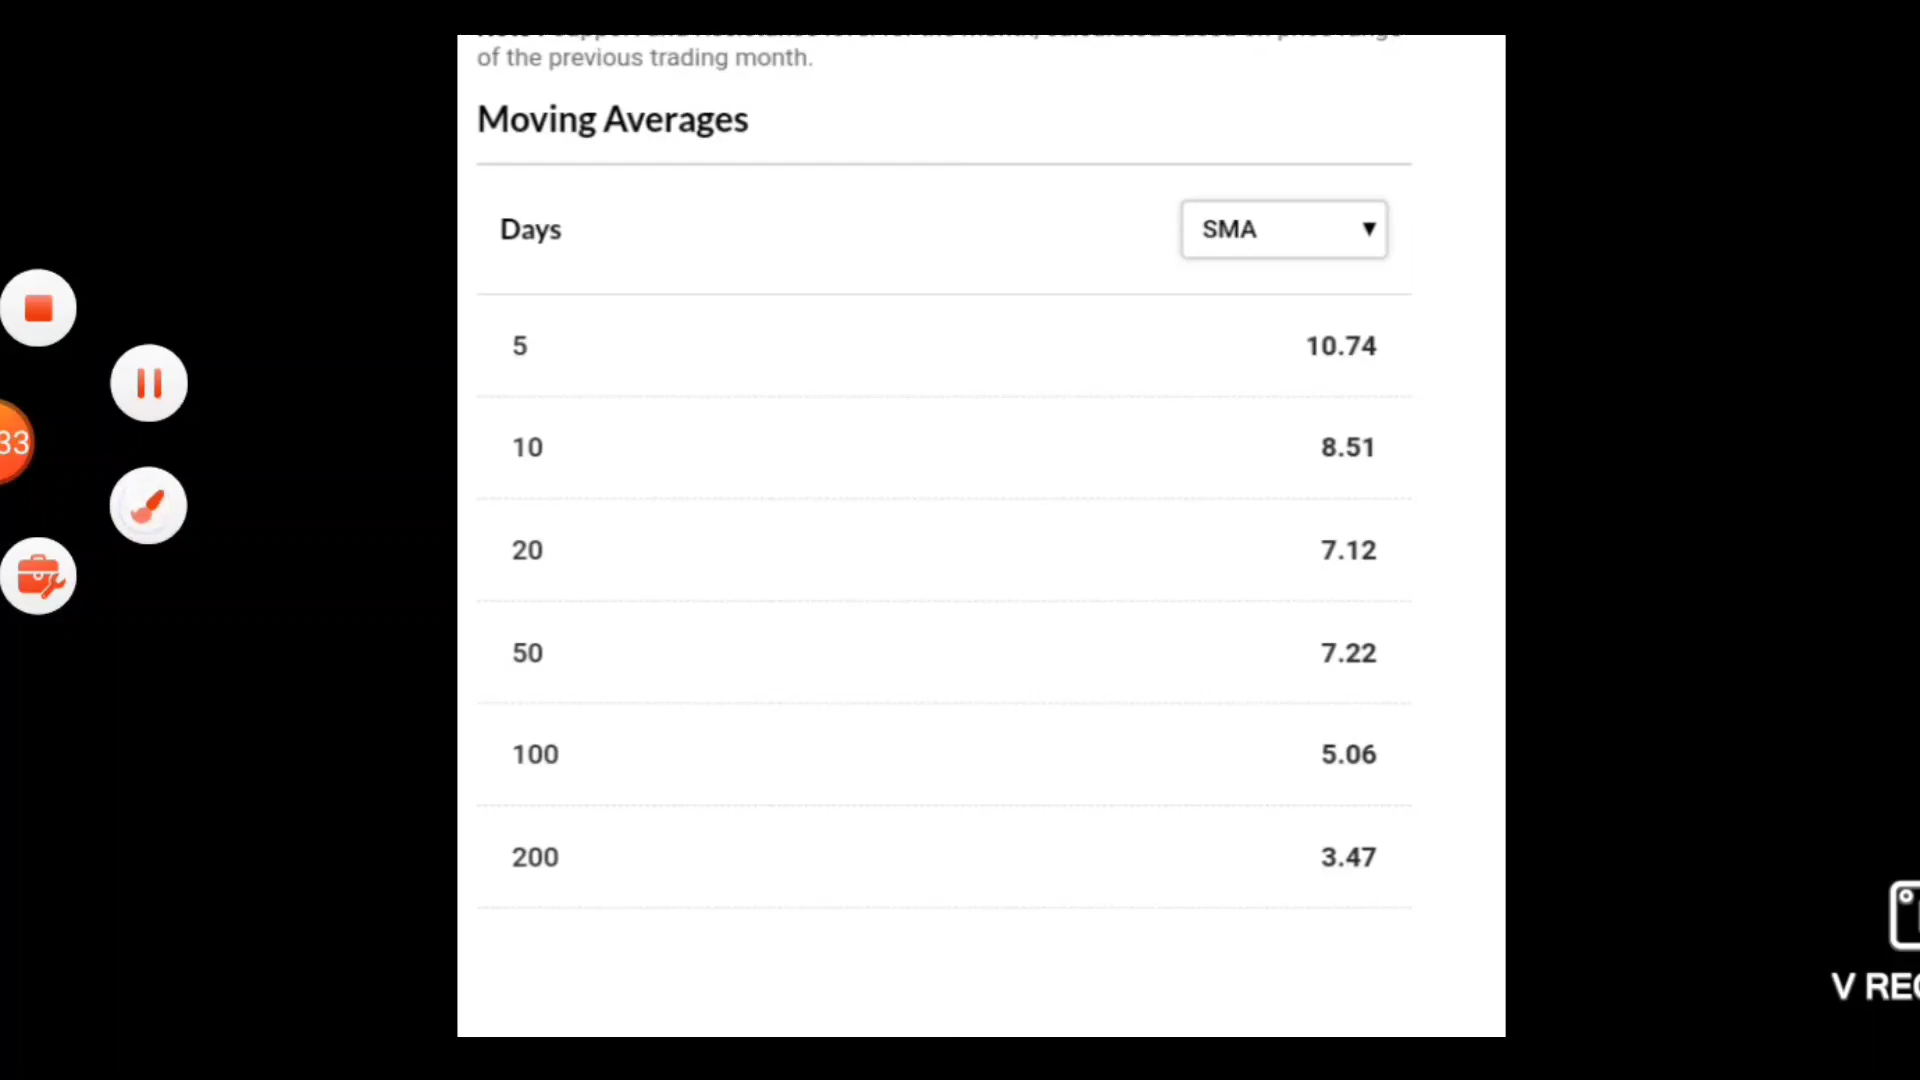 of the previous trading month.
Moving Averages
Days SMA ▼
5 10.74
10 8.51
20 7.12
50 7.22
100 5.06
200 3.47
33
V REC